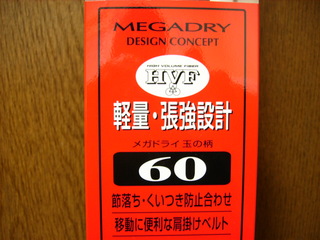 MEGADRY
DESIGN CONCEPT
HIGHT VOLUME FIBER
HVF
軽量・張強設計
メガドライ玉の柄
60
節落ち・くいつき防止合わせ
移動に便利な肩掛けベルト